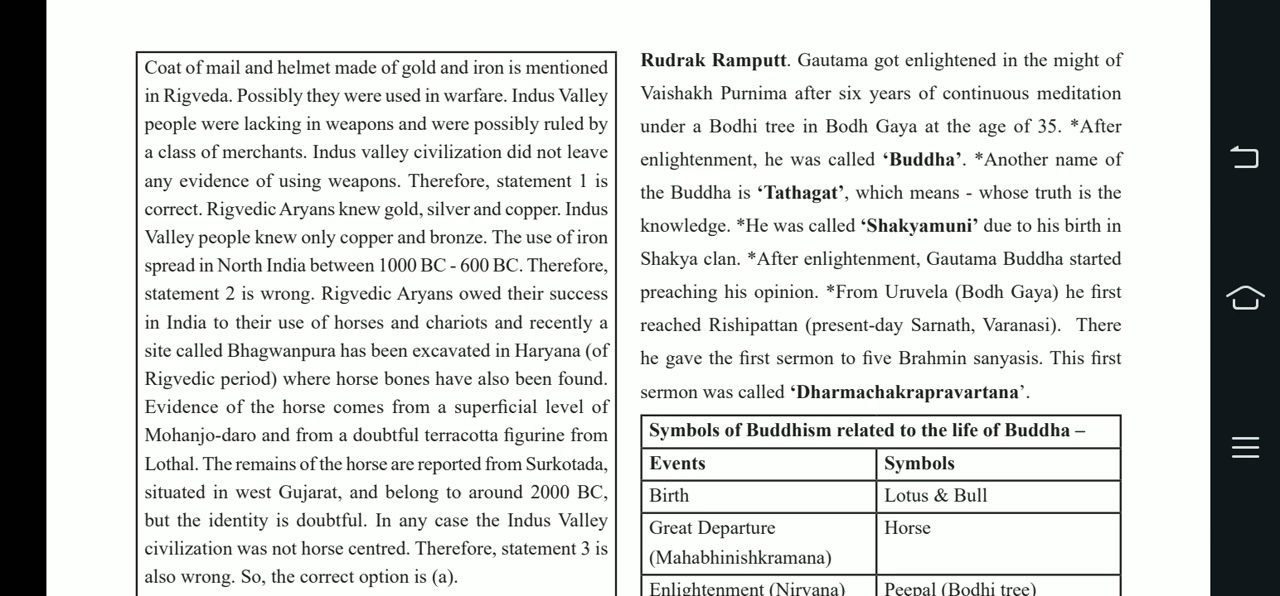 Coat of mail and helmet made of gold and iron is mentioned
in Rigveda. Possibly they were used in warfare. Indus Valley
people were lacking in weapons and were possibly ruled by
a class of merchants. Indus valley civilization did not leave
any evidence of using weapons. Therefore, statement 1 is
correct. Rigvedic Aryans knew gold, silver and copper. Indus
Valley people knew only copper and bronze. The use of iron
spread in North India between 1000 BC - 600 BC. Therefore,
statement 2 is wrong. Rigvedic Aryans owed their success
in India to their use of horses and chariots and recently a
site called Bhagwanpura has been excavated in Haryana (of
Rigvedic period) where horse bones have also been found.
Evidence of the horse comes from a superficial level of
Mohanjo-daro and from a doubtful terracotta figurine from
Lothal. The remains of the horse are reported from Surkotada,
situated in west Gujarat, and belong to around 2000 BC,
but the identity is doubtful. In any case the Indus Valley
civilization was not horse centred. Therefore, statement 3 is
also wrong. So, the correct option is (a).
Rudrak Ramputt. Gautama got enlightened in the might of
Vaishakh Purnima after six years of continuous meditation
under a Bodhi tree in Bodh Gaya at the age of 35. *After
enlightenment, he was called ‘Buddha’. *Another name of
the Buddha is ‘Tathagat’, which means - whose truth is the
knowledge. *He was called ‘Shakyamuni’ due to his birth in
Shakya clan. *After enlightenment, Gautama Buddha started
preaching his opinion. *From Uruvela (Bodh Gaya) he first
reached Rishipattan (present-day Sarnath, Varanasi). There
he gave the first sermon to five Brahmin sanyasis. This first
sermon was called ‘Dharmachakrapravartana’.
Symbols of Buddhism related to the life of Buddha –
Events Symbols
Birth Lotus & Bull
Great Departure Horse
(Mahabhinishkramana)
Enlightenment (Nirvana) Peepal (Bodhi tree)